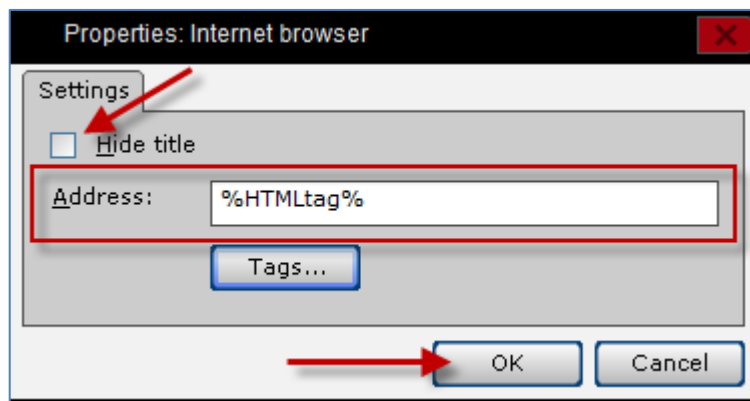 Properties: Internet browser
Settings
Hide title
Address: %HTMLtag%
Tags...
OK Cancel